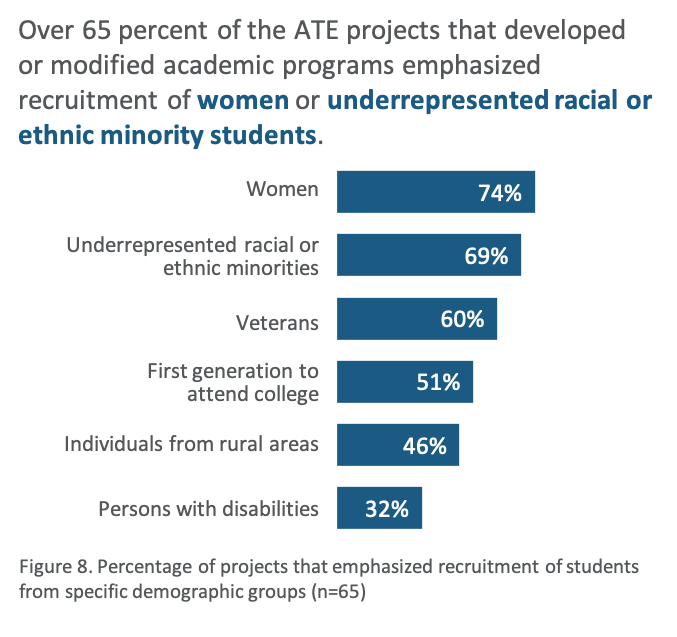 Over 65 percent of the ATE projects that developed
or modified academic programs emphasized
recruitment of women or underrepresented racial or
ethnic minority students.
Women
74%
Underrepresented racial or
ethnic minorities
69%
Veterans
60%
First generation to
attend college
51%
Individuals from rural areas
46%
Persons with disabilities
32%
Figure 8. Percentage of projects that emphasized recruitment of students
from specific demographic groups (n=65)